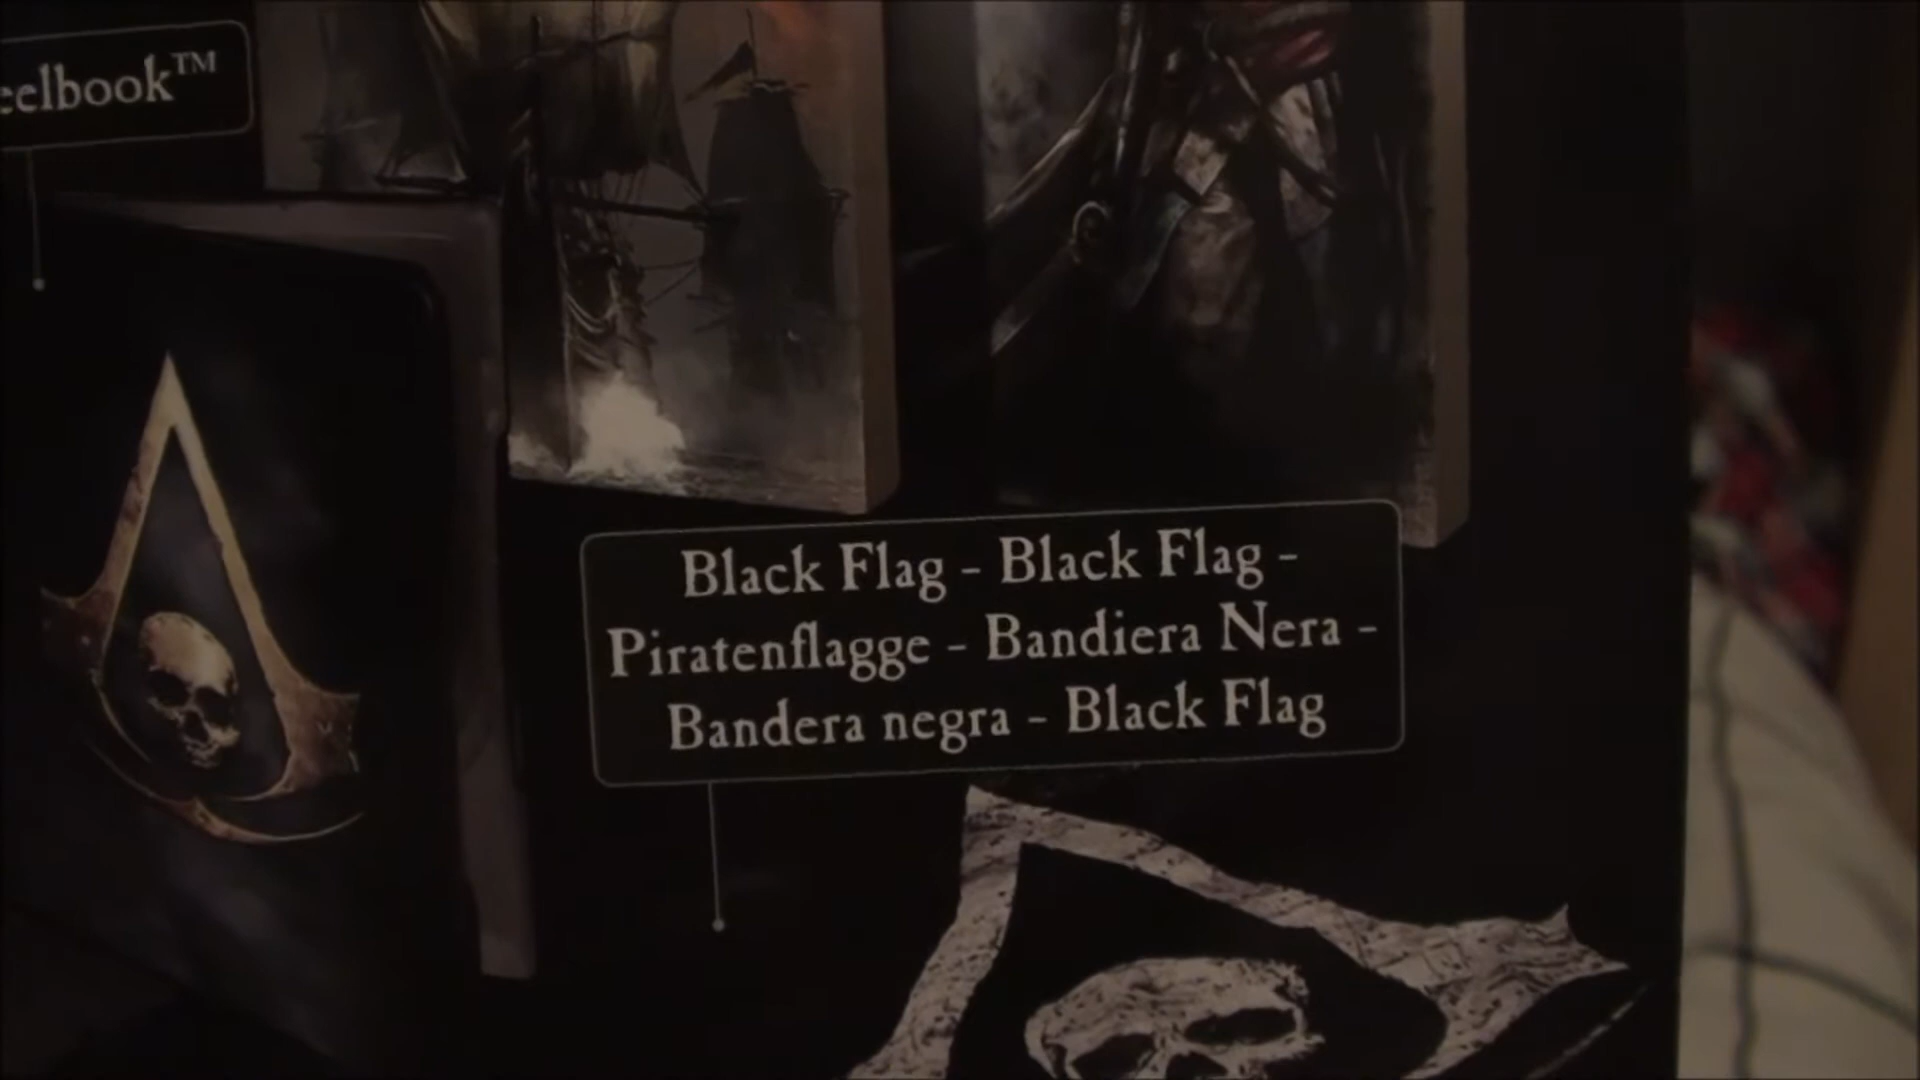 eelbook™
Black Flag - Black Flag -
Piratenflagge - Bandiera Nera -
Bandera negra - Black Flag